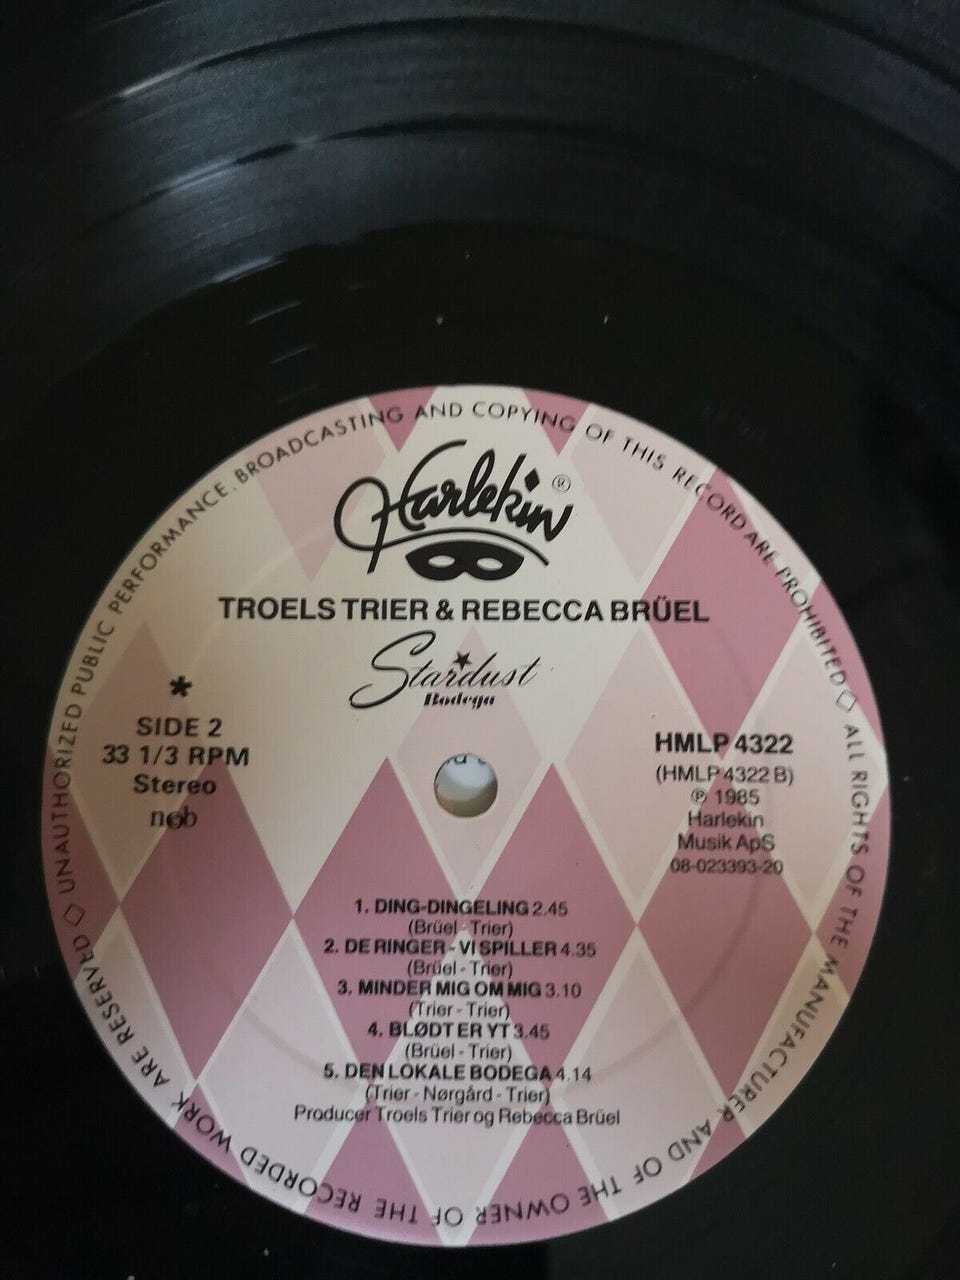 UNAUTHORIZED PUBLIC PERFORMANCE. BROADCASTING AND COPYING OF THIS RECORD ARE PROHIBITED ◇ ALL RIGHTS OF THE MANUFACTURER AND OF THE OWNER OF THE RECORDED WORK ARE RESERVED ◇
Harlekin ®
TROELS TRIER & REBECCA BRÜEL
Stardust
Bodega
*
SIDE 2
33 1/3 RPM
Stereo
ncb
HMLP 4322
(HMLP 4322 B)
℗ 1985
Harlekin
Musik ApS
08-023393-20
1. DING-DINGELING 2.45
(Brüel - Trier)
2. DE RINGER - VI SPILLER 4.35
(Brüel - Trier)
3. MINDER MIG OM MIG 3.10
(Trier - Trier)
4. BLØDT ER YT 3.45
(Brüel - Trier)
5. DEN LOKALE BODEGA 4.14
(Trier - Nørgård - Trier)
Producer Troels Trier og Rebecca Brüel